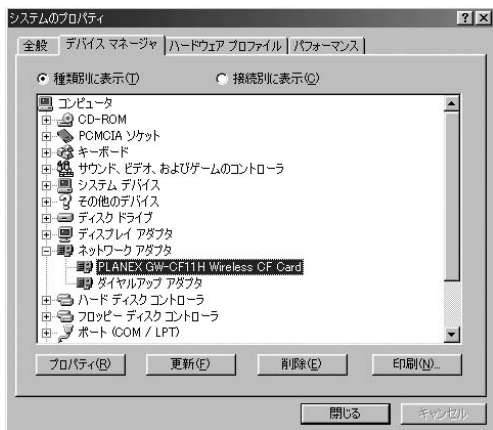 システムのプロパティ
全般 デバイス マネージャ ハードウェア プロファイル パフォーマンス
種類別に表示(T) 接続別に表示(C)
コンピュータ
CD-ROM
PCMCIA ソケット
キーボード
サウンド、ビデオ、およびゲームのコントローラ
システム デバイス
その他のデバイス
ディスク ドライブ
ディスプレイ アダプタ
ネットワーク アダプタ
PLANEX GW-CF11H Wireless CF Card
ダイヤルアップ アダプタ
ハード ディスク コントローラ
フロッピー ディスク コントローラ
ポート (COM / LPT)
プロパティ(R) 更新(F) 削除(E) 印刷(N)...
閉じる キャンセル